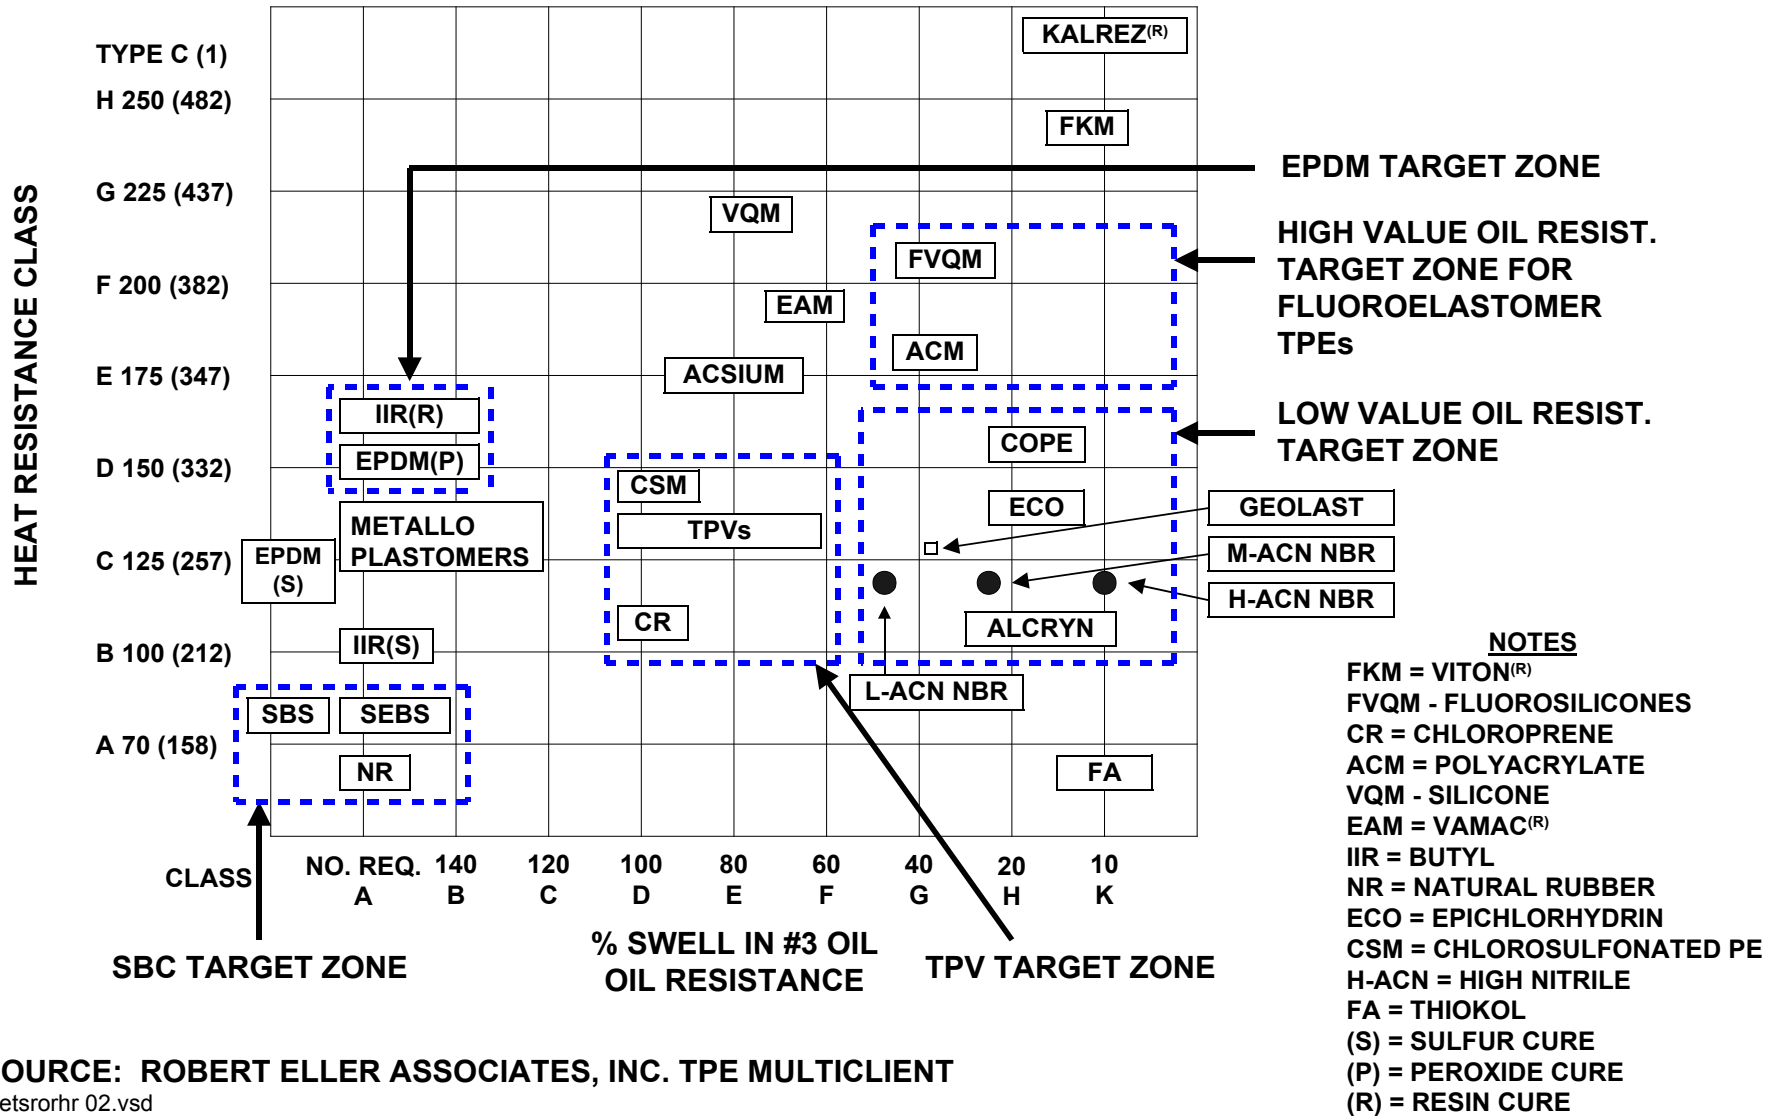 KALREZ(R)
TYPE C (1)
H 250 (482)
FKM
EPDM TARGET ZONE
G 225 (437)
VQM
HIGH VALUE OIL RESIST.
TARGET ZONE FOR
FLUOROELASTOMER
TPEs
FVQM
F 200 (382)
EAM
ACM
E 175 (347)
ACSIUM
HEAT RESISTANCE CLASS
IIR(R)
LOW VALUE OIL RESIST.
TARGET ZONE
COPE
EPDM(P)
D 150 (332)
CSM
METALLO
PLASTOMERS
TPVs
ECO
GEOLAST
EPDM
(S)
C 125 (257)
M-ACN NBR
H-ACN NBR
CR
ALCRYN
IIR(S)
B 100 (212)
L-ACN NBR
SBS
SEBS
A 70 (158)
NR
FA
CLASS
NO. REQ. 140 120 100 80 60 40 20 10
A B C D E F G H K
% SWELL IN #3 OIL
OIL RESISTANCE
SBC TARGET ZONE
TPV TARGET ZONE
NOTES
FKM = VITON(R)
FVQM - FLUOROSILICONES
CR = CHLOROPRENE
ACM = POLYACRYLATE
VQM - SILICONE
EAM = VAMAC(R)
IIR = BUTYL
NR = NATURAL RUBBER
ECO = EPICHLORHYDRIN
CSM = CHLOROSULFONATED PE
H-ACN = HIGH NITRILE
FA = THIOKOL
(S) = SULFUR CURE
(P) = PEROXIDE CURE
(R) = RESIN CURE
OURCE: ROBERT ELLER ASSOCIATES, INC. TPE MULTICLIENT
etsrorhr 02.vsd